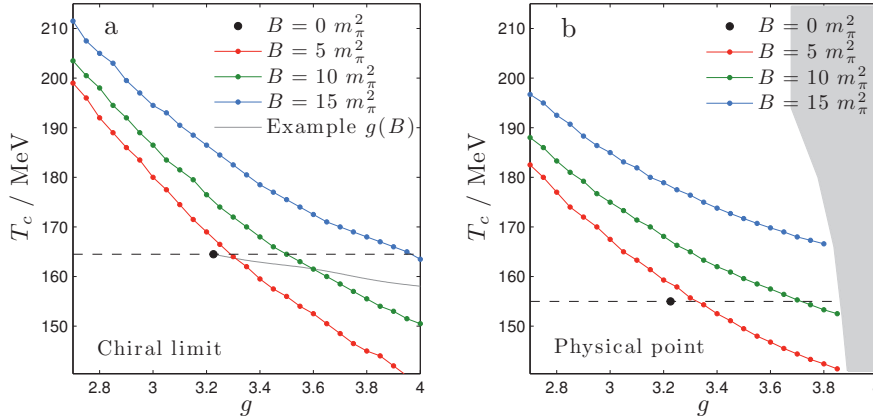 a
B = 0 m_π^2
B = 5 m_π^2
B = 10 m_π^2
B = 15 m_π^2
Example g(B)
Chiral limit
T_c / MeV
210
200
190
180
170
160
150
2.8 3 3.2 3.4 3.6 3.8 4
g
b
B = 0 m_π^2
B = 5 m_π^2
B = 10 m_π^2
B = 15 m_π^2
Physical point
T_c / MeV
210
200
190
180
170
160
150
2.8 3 3.2 3.4 3.6 3.8 4
g